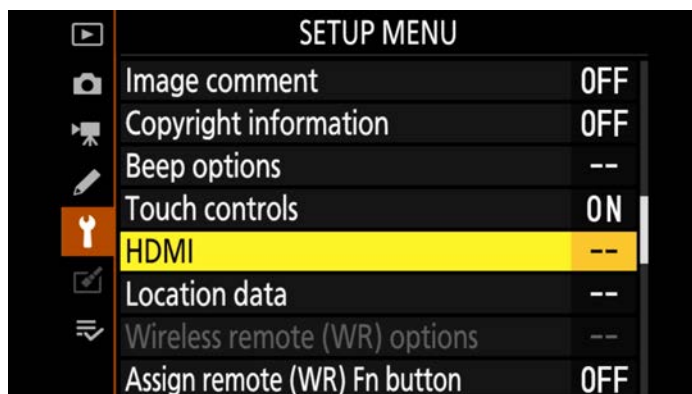 SETUP MENU
Image comment OFF
Copyright information OFF
Beep options --
Touch controls ON
HDMI --
Location data --
Wireless remote (WR) options --
Assign remote (WR) Fn button OFF